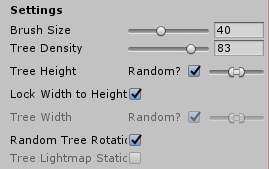 Settings
Brush Size 40
Tree Density 83
Tree Height Random?
Lock Width to Height
Tree Width Random?
Random Tree Rotatic
Tree Lightmap Static